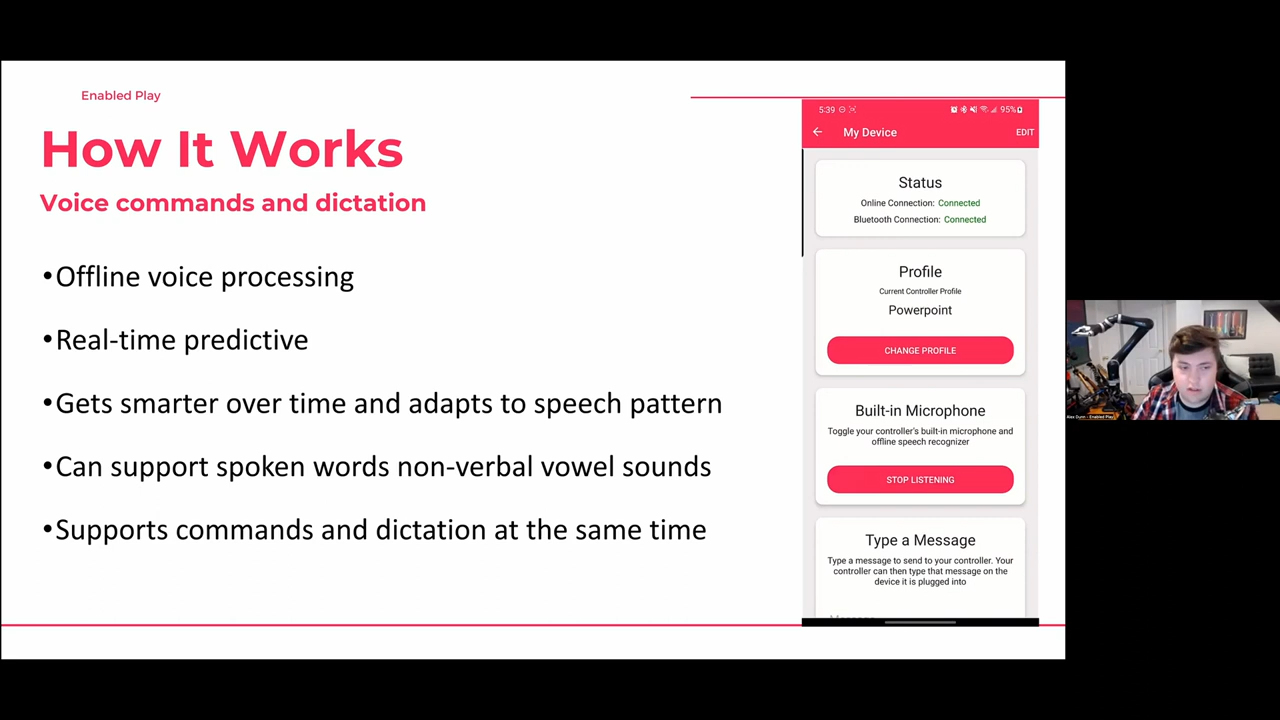 Enabled Play
How It Works
Voice commands and dictation
•Offline voice processing
•Real-time predictive
•Gets smarter over time and adapts to speech pattern
•Can support spoken words non-verbal vowel sounds
•Supports commands and dictation at the same time
5:39
95%
My Device
EDIT
Status
Online Connection: Connected
Bluetooth Connection: Connected
Profile
Current Controller Profile
Powerpoint
CHANGE PROFILE
Built-in Microphone
Toggle your controller's built-in microphone and
offline speech recognizer
STOP LISTENING
Type a Message
Type a message to send to your controller. Your
controller can then type that message on the
device it is plugged into
Message
Alex Dunn - Enabled Play